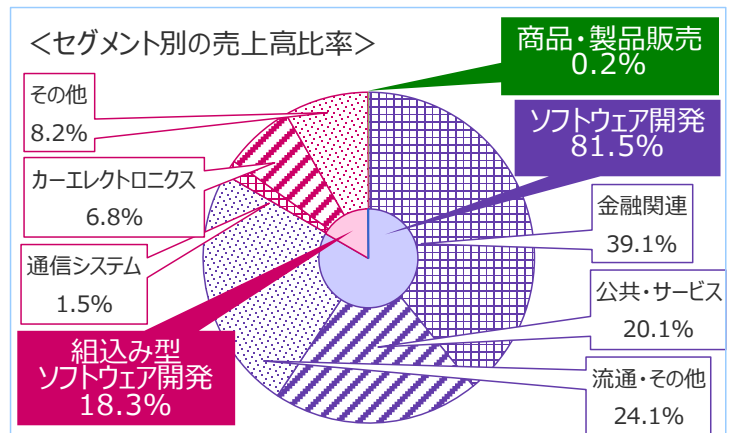 <セグメント別の売上高比率>
商品・製品販売
0.2%
ソフトウェア開発
81.5%
金融関連
39.1%
公共・サービス
20.1%
流通・その他
24.1%
その他
8.2%
カーエレクトロニクス
6.8%
通信システム
1.5%
組込み型
ソフトウェア開発
18.3%